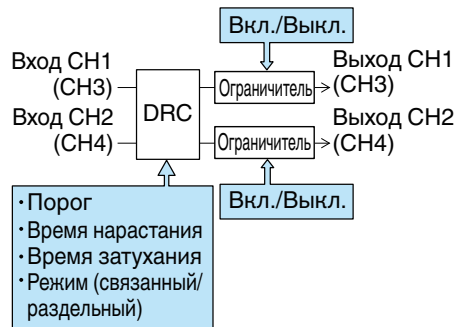 Вкл./Выкл.
Вход CH1
(CH3)
DRC
Ограничитель
Выход CH1
(CH3)
Вход CH2
(CH4)
Ограничитель
Выход CH2
(CH4)
Вкл./Выкл.
・Порог
・Время нарастания
・Время затухания
・Режим (связанный/
раздельный)